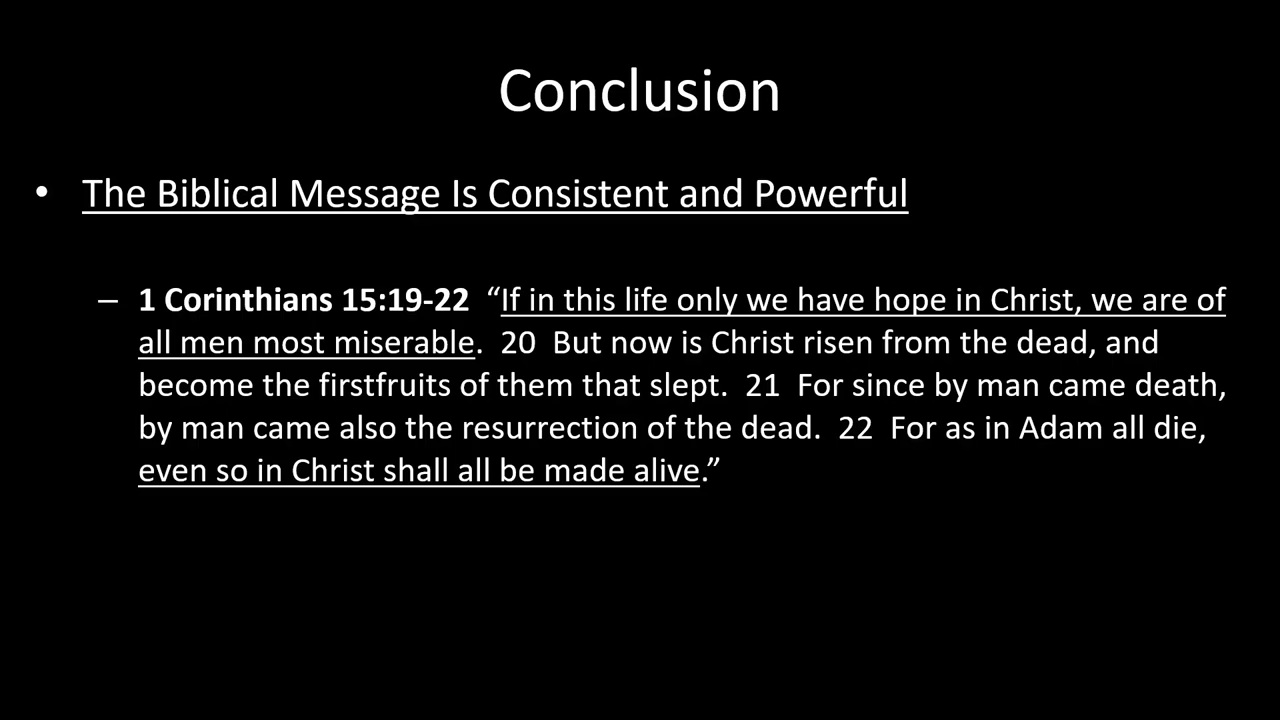 Conclusion
• The Biblical Message Is Consistent and Powerful
– 1 Corinthians 15:19-22 “If in this life only we have hope in Christ, we are of
all men most miserable. 20 But now is Christ risen from the dead, and
become the firstfruits of them that slept. 21 For since by man came death,
by man came also the resurrection of the dead. 22 For as in Adam all die,
even so in Christ shall all be made alive.”